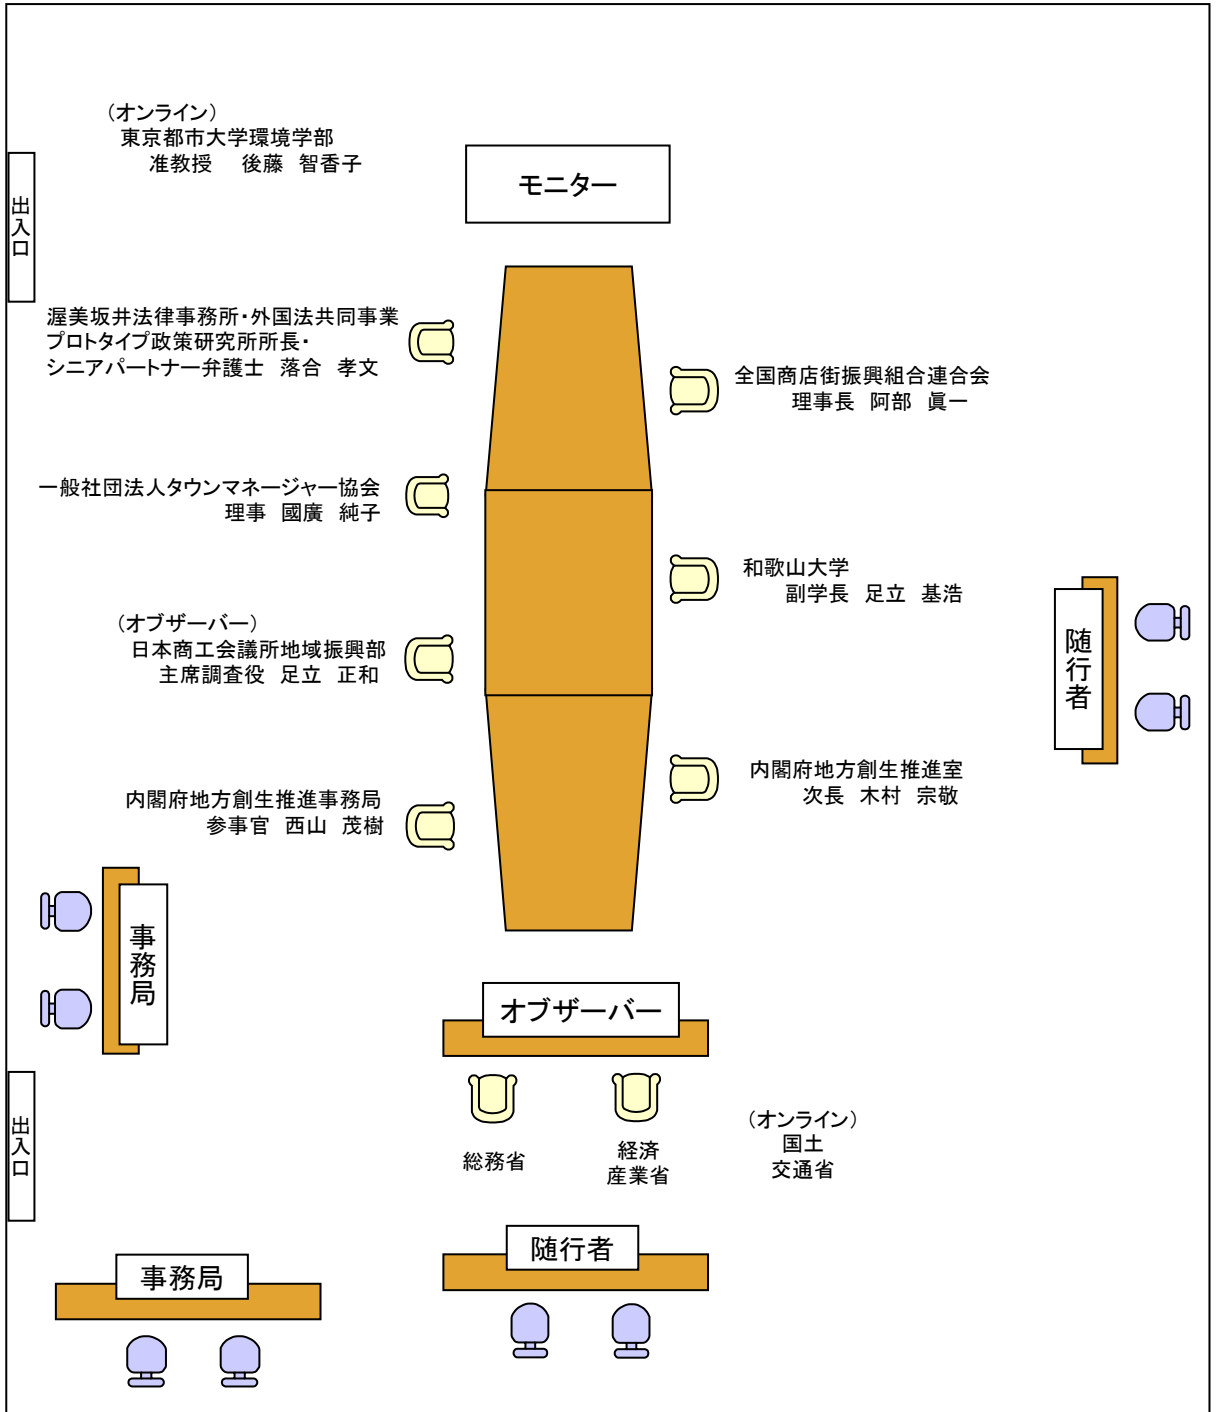 (オンライン)
東京都市大学環境学部
准教授　後藤　智香子
モニター
出入口
渥美坂井法律事務所・外国法共同事業
プロトタイプ政策研究所所長・
シニアパートナー弁護士　落合　孝文
全国商店街振興組合連合会
理事長　阿部　眞一
一般社団法人タウンマネージャー協会
理事　國廣　純子
和歌山大学
副学長　足立　基浩
(オブザーバー)
日本商工会議所地域振興部
主席調査役　足立　正和
随行者
内閣府地方創生推進室
次長　木村　宗敬
内閣府地方創生推進事務局
参事官　西山　茂樹
事務局
オブザーバー
出入口
総務省
経済
産業省
(オンライン)
国土
交通省
事務局
随行者